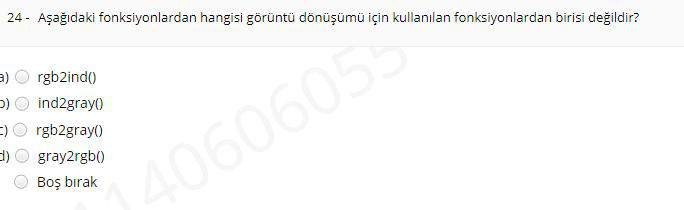 24 - Aşağıdaki fonksiyonlardan hangisi görüntü dönüşümü için kullanılan fonksiyonlardan birisi değildir?
a) rgb2ind()
b) ind2gray()
c) rgb2gray()
d) gray2rgb()
Boş bırak